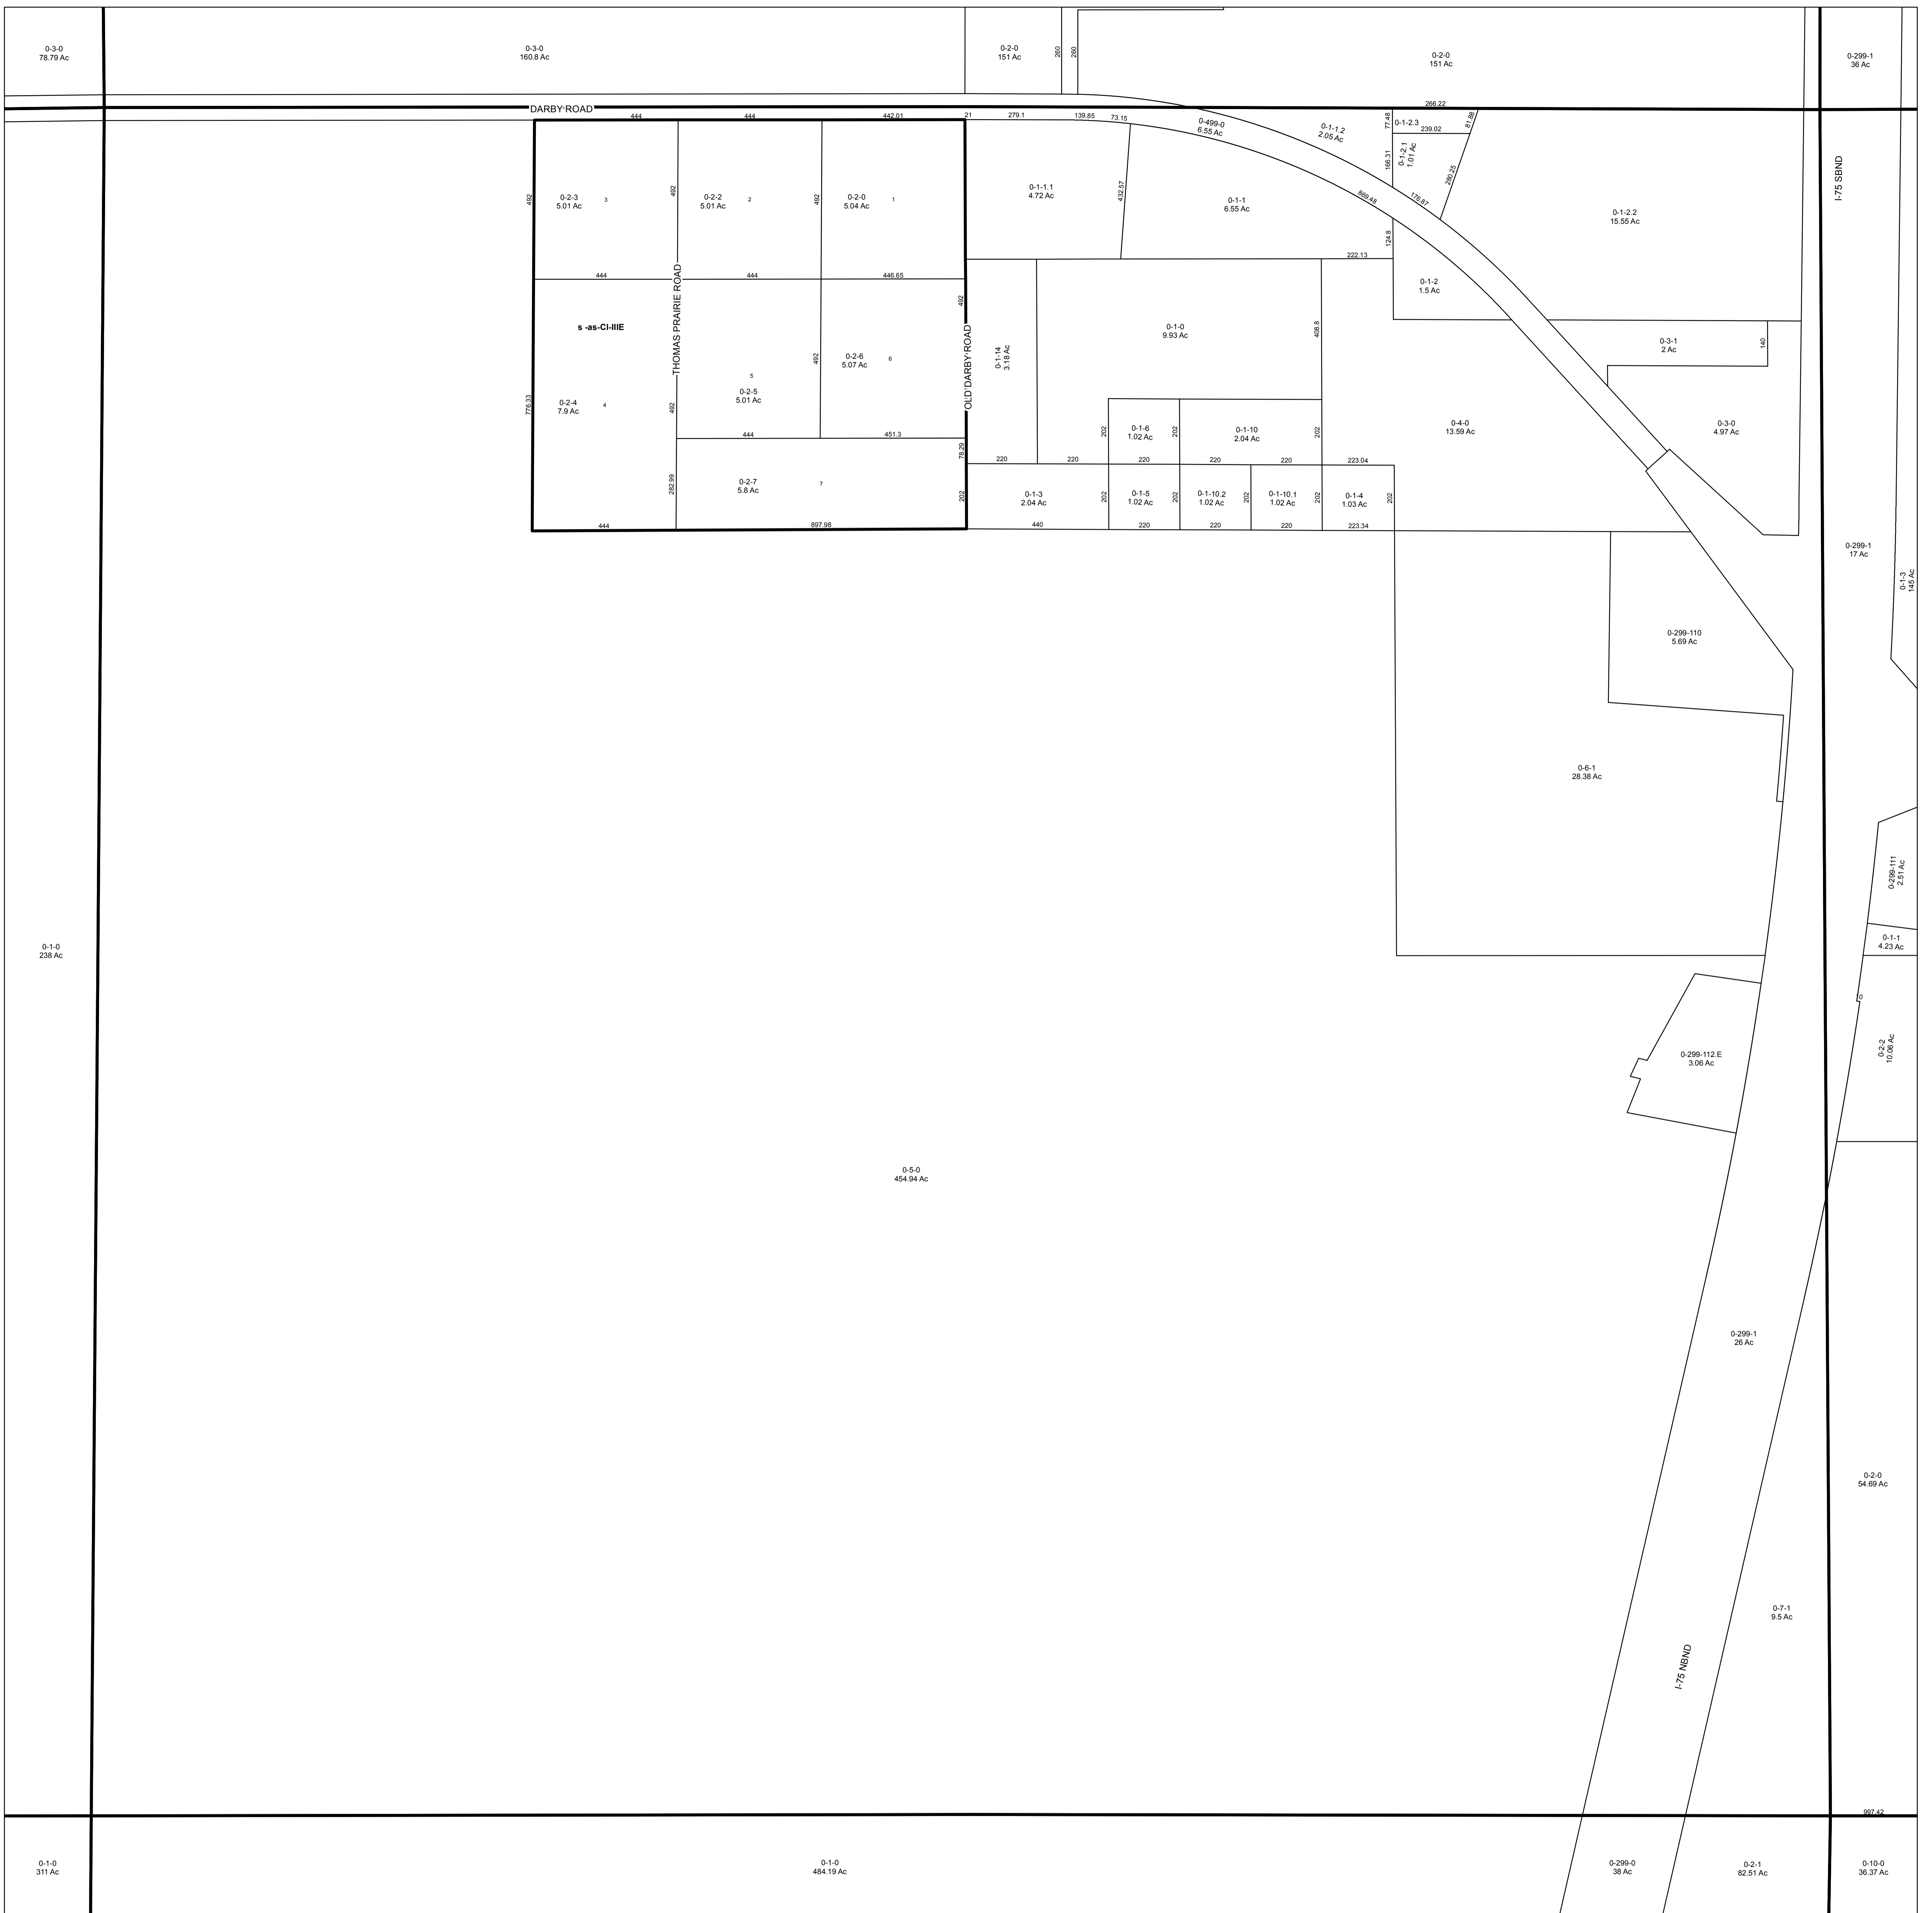 0-3-0
78.79 Ac
0-3-0
160.8 Ac
0-2-0
151 Ac
260
260
0-2-0
151 Ac
0-299-1
36 Ac
DARBY ROAD
266.22
444
444
442.01
21
279.1
139.85
73.15
0-499-0
6.55 Ac
0-1-1.2
2.05 Ac
77.48
0-1-2.3
239.02
81.88
166.31
0-1-2.1
1.01 Ac
280.25
176.87
869.48
I-75 SBND
492
0-2-3
5.01 Ac
3
492
0-2-2
5.01 Ac
2
492
0-2-0
5.04 Ac
1
0-1-1.1
4.72 Ac
432.57
0-1-1
6.55 Ac
0-1-2.2
15.55 Ac
124.8
222.13
444
444
446.65
THOMAS PRAIRIE ROAD
492
OLD DARBY ROAD
0-1-2
1.5 Ac
s -as-CI-IIIE
0-1-14
3.18 Ac
0-1-0
9.93 Ac
408.8
0-3-1
2 Ac
140
492
0-2-6
5.07 Ac
6
5
0-2-5
5.01 Ac
776.33
0-2-4
7.9 Ac
4
492
444
451.3
78.29
202
0-1-6
1.02 Ac
202
0-1-10
2.04 Ac
202
0-4-0
13.59 Ac
0-3-0
4.97 Ac
220
220
220
220
220
223.04
282.99
0-2-7
5.8 Ac
7
202
0-1-3
2.04 Ac
202
0-1-5
1.02 Ac
202
0-1-10.2
1.02 Ac
202
0-1-10.1
1.02 Ac
202
0-1-4
1.03 Ac
202
444
897.98
440
220
220
220
223.34
0-299-1
17 Ac
0-1-3
145 Ac
0-299-110
5.69 Ac
0-6-1
28.38 Ac
0-299-111
2.51 Ac
0-1-1
4.23 Ac
0-1-0
238 Ac
0-2-2
10.06 Ac
0-299-112.E
3.06 Ac
0-5-0
454.94 Ac
0-299-1
26 Ac
0-2-0
54.69 Ac
0-7-1
9.5 Ac
I-75 NBND
997.42
0-1-0
311 Ac
0-1-0
484.19 Ac
0-299-0
38 Ac
0-2-1
82.51 Ac
0-10-0
36.37 Ac